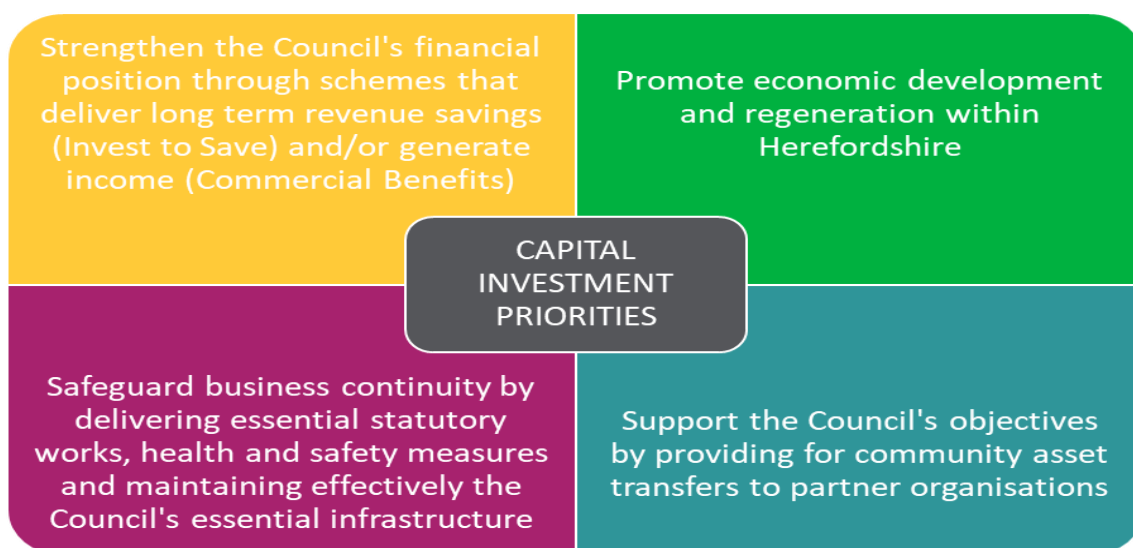 Strengthen the Council's financial
position through schemes that
deliver long term revenue savings
(Invest to Save) and/or generate
income (Commercial Benefits)
Promote economic development
and regeneration within
Herefordshire
CAPITAL
INVESTMENT
PRIORITIES
Safeguard business continuity by
delivering essential statutory
works, health and safety measures
and maintaining effectively the
Council's essential infrastructure
Support the Council's objectives
by providing for community asset
transfers to partner organisations